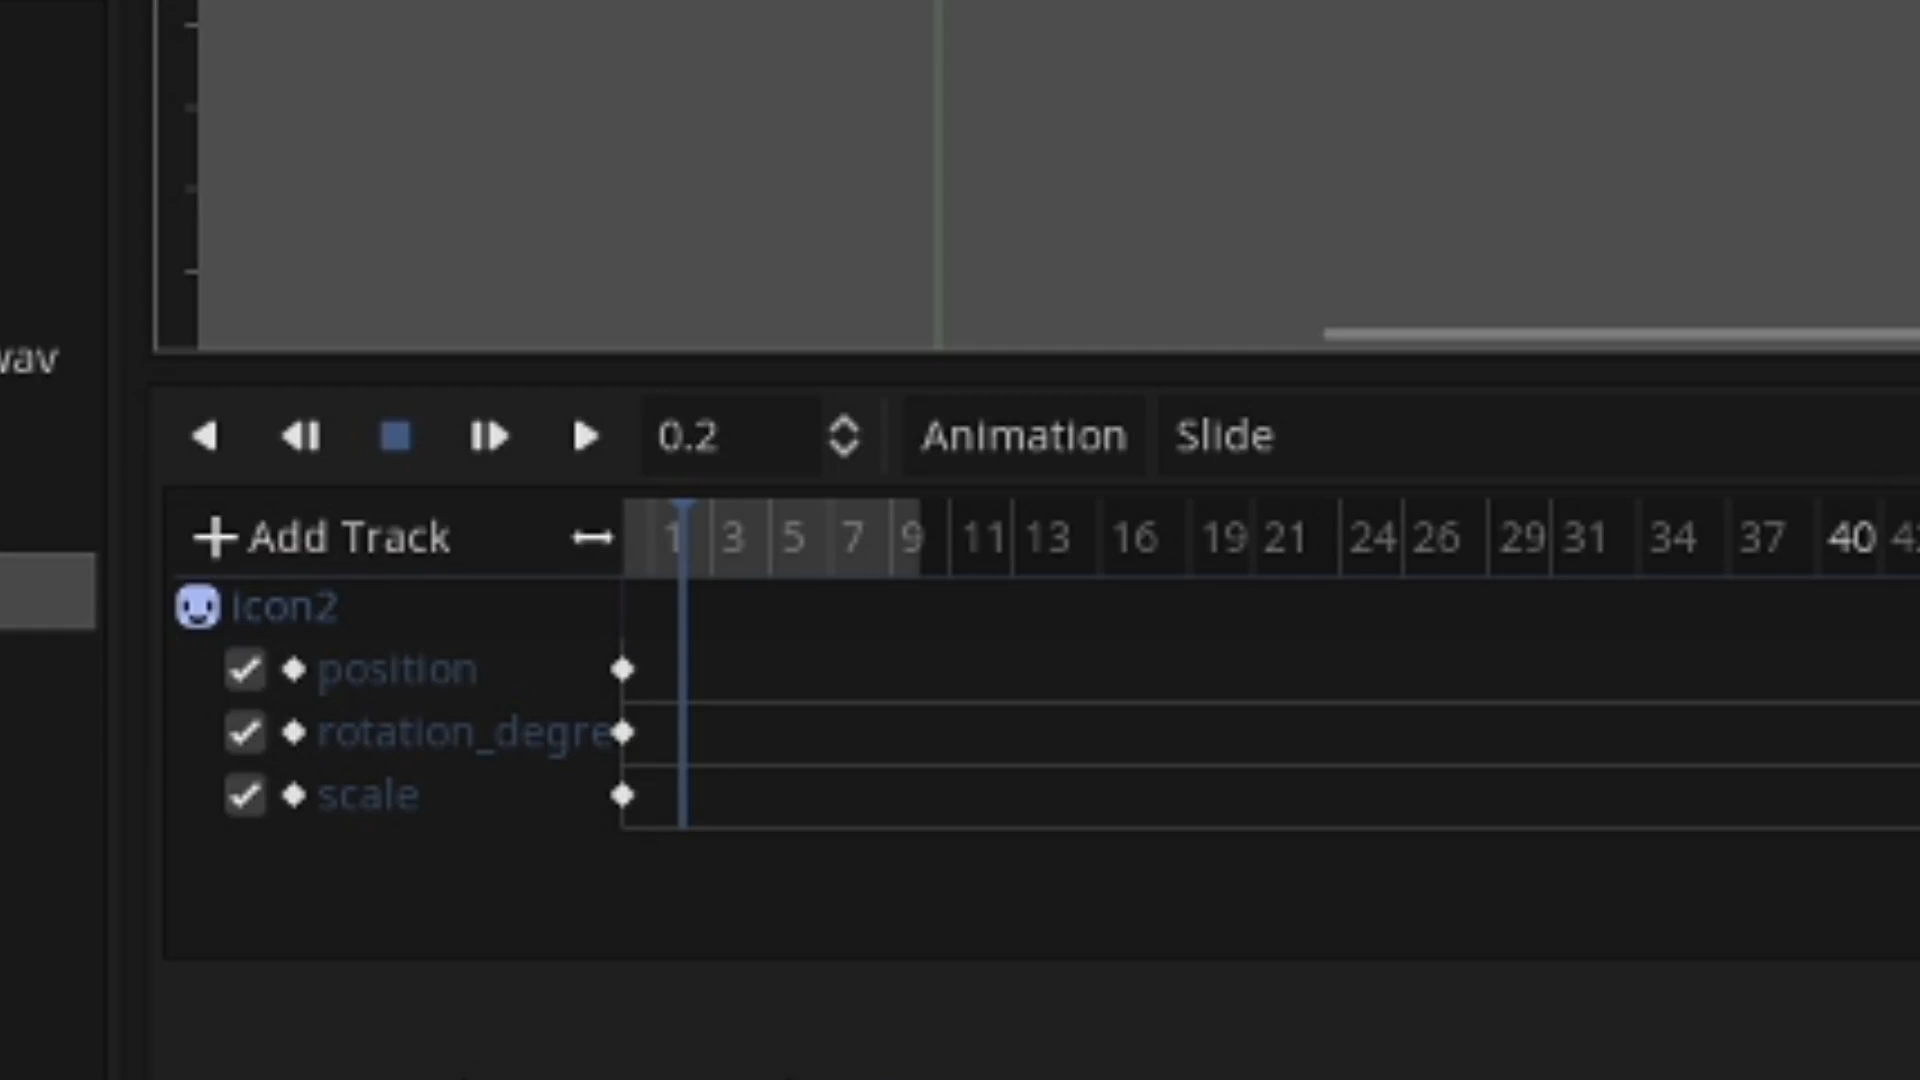 wav
0.2 Animation Slide
Add Track 1 3 5 7 9 11 13 16 19 21 24 26 29 31 34 37 40
Icon2
position
rotation_degre
scale